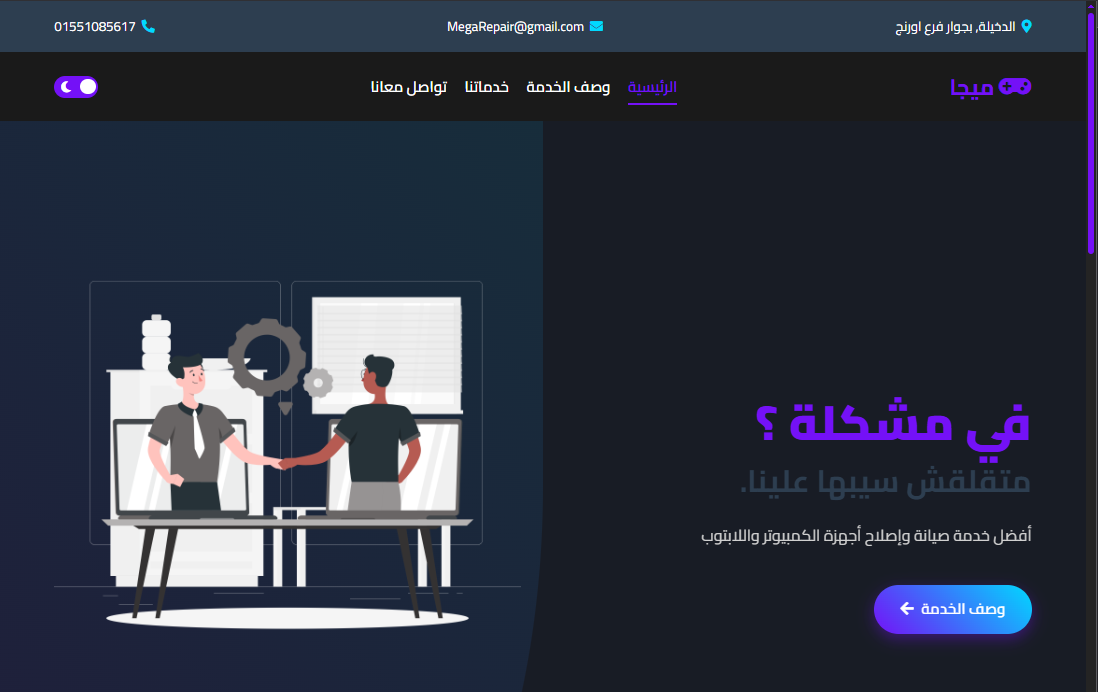 الدخيلة, بجوار فرع اورنج
MegaRepair@gmail.com
01551085617
ميجا
الرئيسية
وصف الخدمة
خدماتنا
تواصل معانا
في مشكلة ؟
متقلقش سيبها علينا.
أفضل خدمة صيانة وإصلاح أجهزة الكمبيوتر واللابتوب
وصف الخدمة